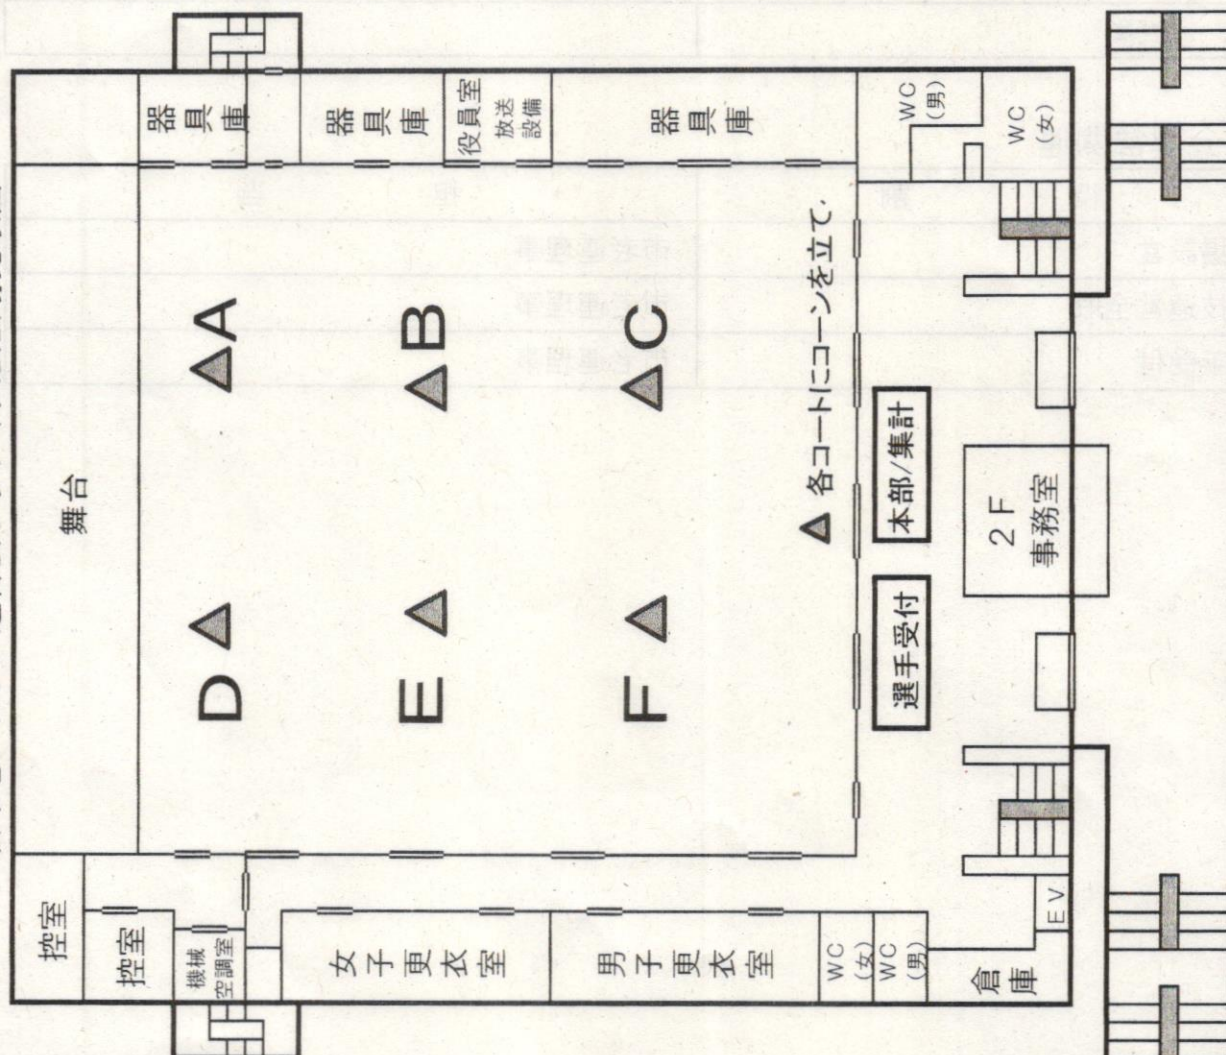 控室
舞台
控室
器具庫
機械
空調室
D
A
器具庫
E
B
女子更衣室
役員室
放送
設備
F
C
男子更衣室
器具庫
各コートにコーンを立て、
WC
(女)
WC
(男)
選手受付
本部/集計
WC
(男)
倉庫
EV
2F
事務室
WC
(女)